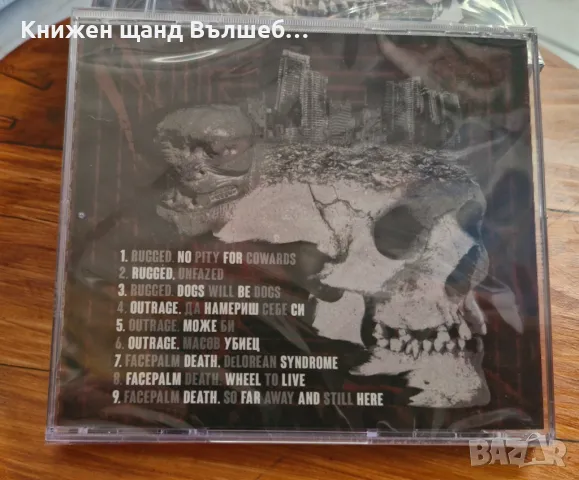 Книжен щанд Вълшеб...
1. RUGGED. NO PITY FOR COWARDS
2. RUGGED. UNFAZED
3. RUGGED. DOGS WILL BE DOGS
4. OUTRAGE. ДА НАМЕРИШ СЕБЕ СИ
5. OUTRAGE. МОЖЕ БИ
6. OUTRAGE. МАСОВ УБИЕЦ
7. FACEPALM DEATH. DeLOREAN SYNDROME
8. FACEPALM DEATH. WHEEL TO LIVE
9. FACEPALM DEATH. SO FAR AWAY AND STILL HERE
BAZAR